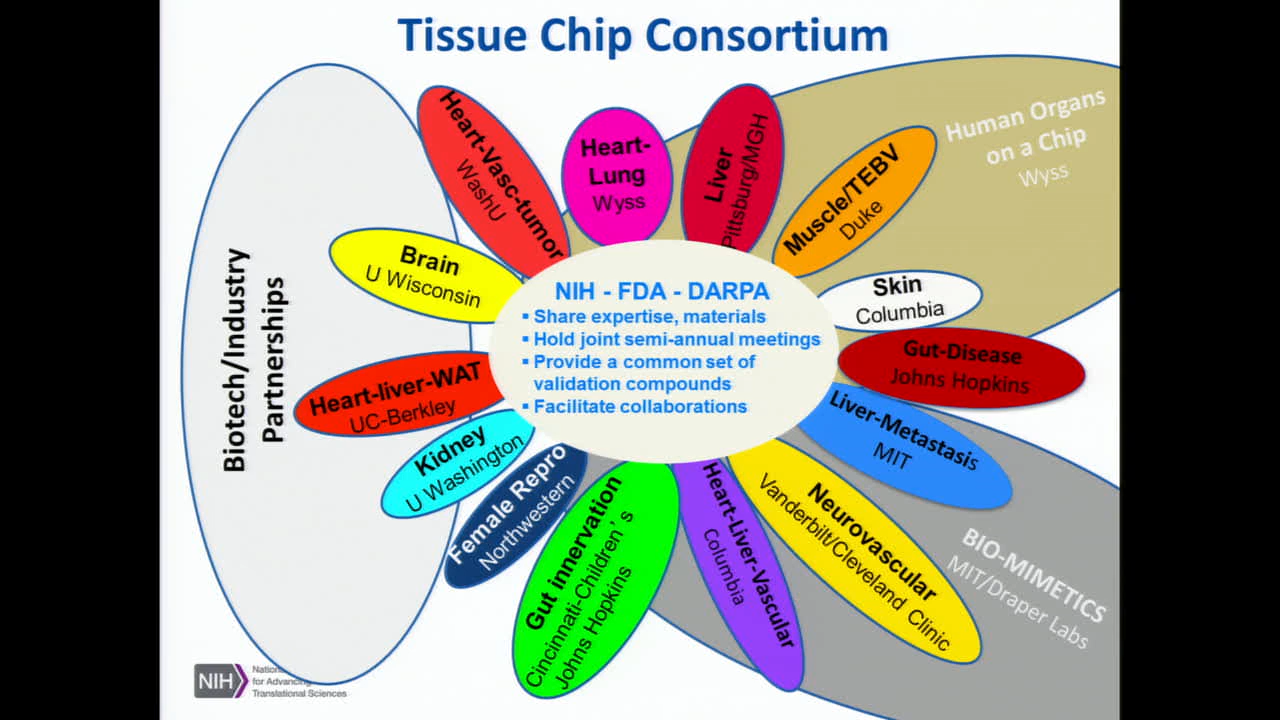 Tissue Chip Consortium
Biotech/Industry
Partnerships
Heart-Vasc-tumor
WashU
Heart-
Lung
Wyss
Liver
Pittsburg/MGH
Muscle/TEBV
Duke
Human Organs
on a Chip
Wyss
Brain
U Wisconsin
Skin
Columbia
NIH - FDA - DARPA
▪ Share expertise, materials
▪ Hold joint semi-annual meetings
▪ Provide a common set of
validation compounds
▪ Facilitate collaborations
Gut-Disease
Johns Hopkins
Heart-liver-WAT
UC-Berkley
Liver-Metastasis
MIT
Kidney
U Washington
Female Repro
Northwestern
Gut innervation
Cincinnati-Children's
Johns Hopkins
Heart-Liver-Vascular
Columbia
Neurovascular
Vanderbilt/Cleveland Clinic
BIO-MIMETICS
MIT/Draper Labs
NIH
for Advancing
Translational Sciences